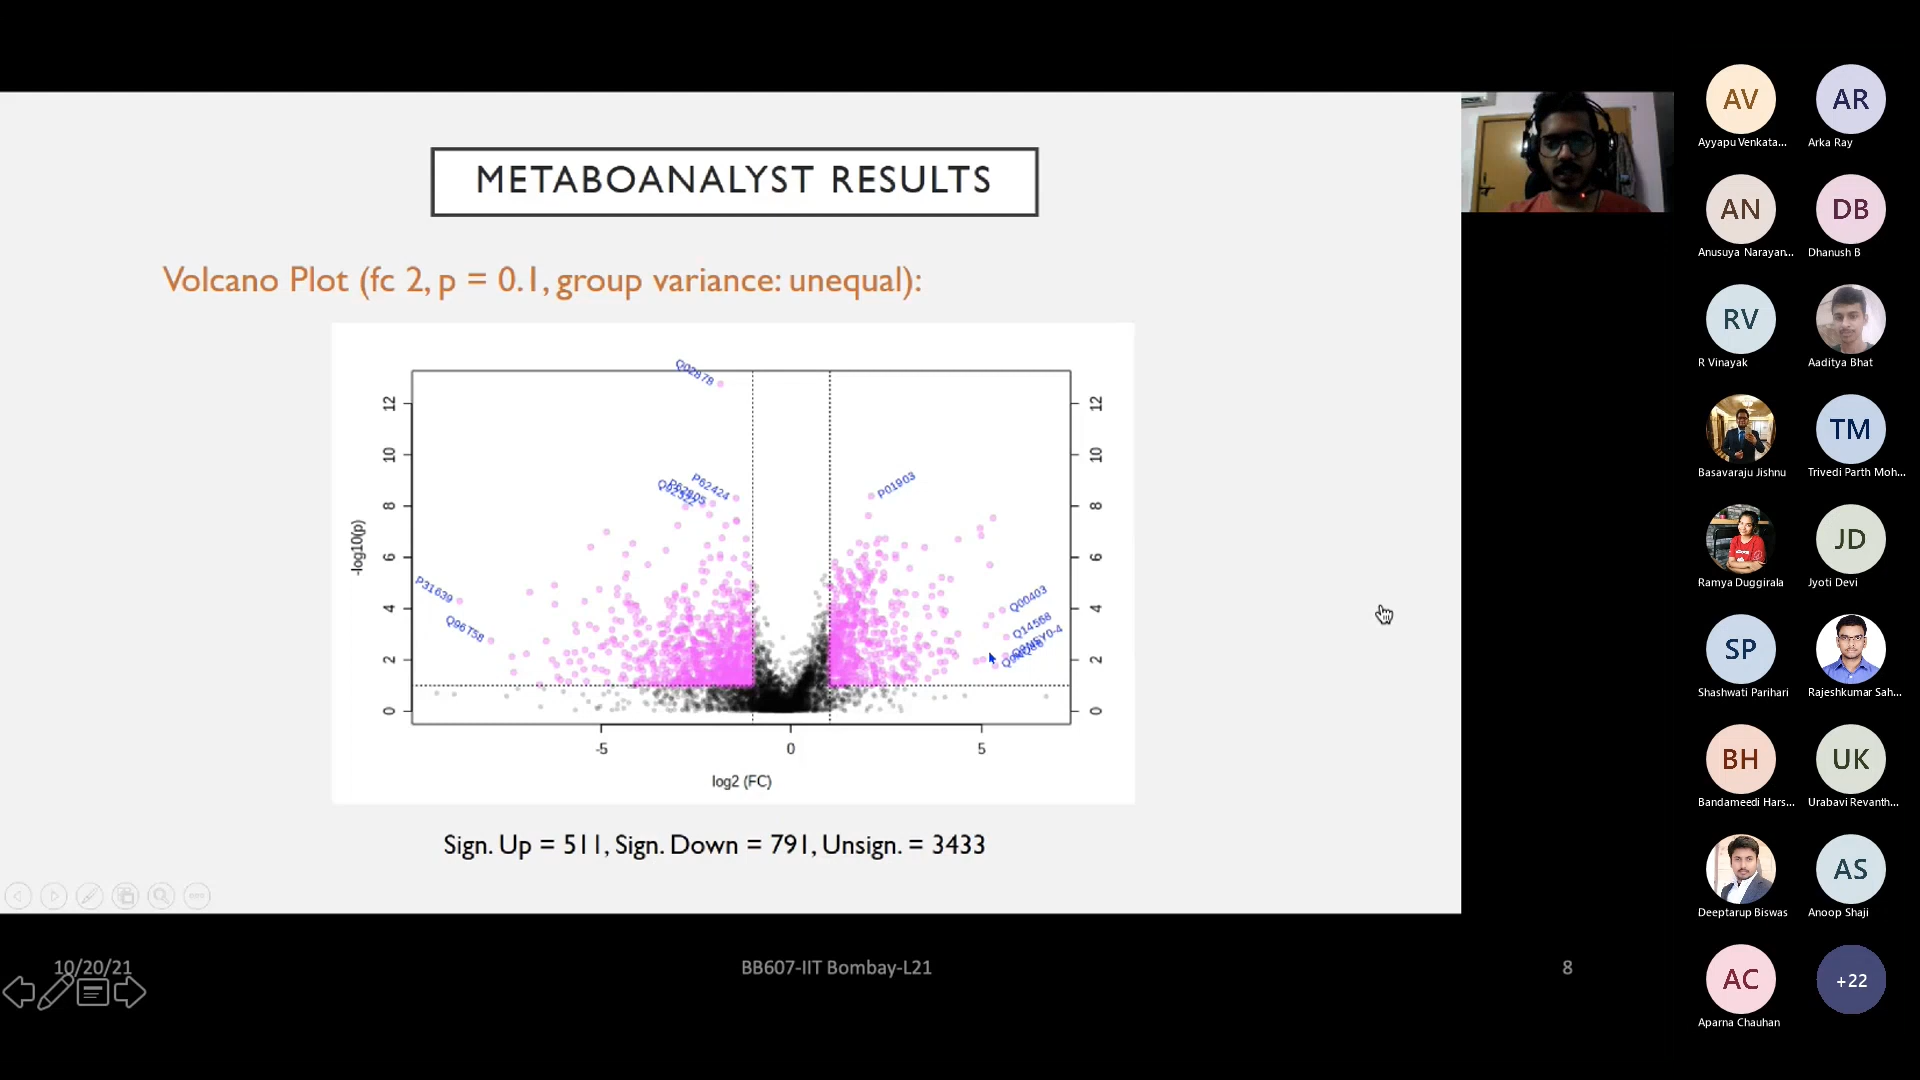 METABOANALYST RESULTS
Volcano Plot (fc 2, p = 0.1, group variance: unequal):
Q02878
P62424
P01903
P31639
Q96T58
Q00403
Q14568
-log10(p)
0 2 4 6 8 10 12
0 2 4 6 8 10 12
-5 0 5
log2 (FC)
Sign. Up = 511, Sign. Down = 791, Unsign. = 3433
10/20/21
BB607-IIT Bombay-L21
8
AV
Ayyapu Venkata...
AR
Arka Ray
AN
Anusuya Narayan...
DB
Dhanush B
RV
R Vinayak
Aaditya Bhat
Basavaraju Jishnu
TM
Trivedi Parth Moh...
Ramya Duggirala
JD
Jyoti Devi
SP
Shashwati Parihari
Rajeshkumar Sah...
BH
Bandameedi Hars...
UK
Urabavi Revanth...
Deeptarup Biswas
AS
Anoop Shaji
AC
Aparna Chauhan
+22